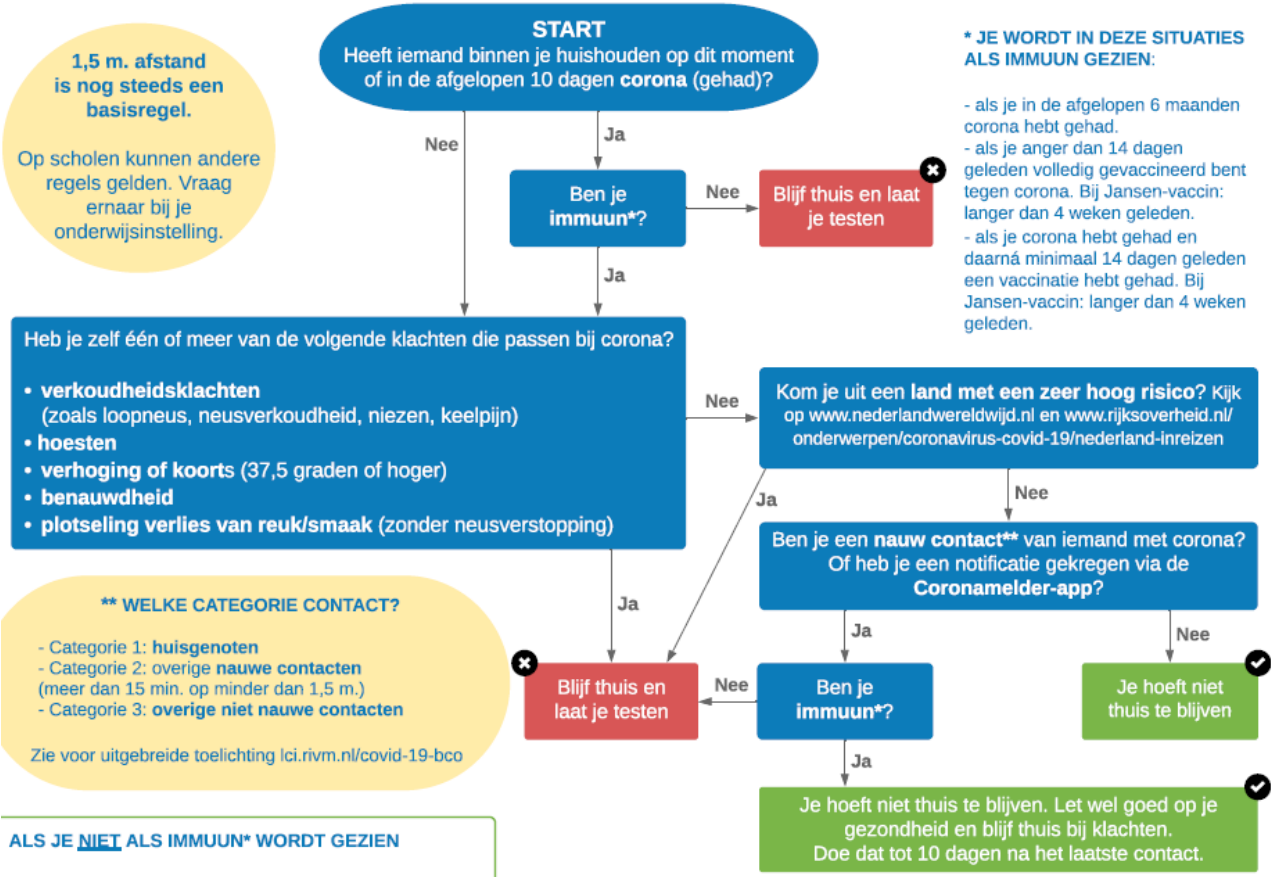 START
Heeft iemand binnen je huishouden op dit moment
of in de afgelopen 10 dagen corona (gehad)?
1,5 m. afstand
is nog steeds een
basisregel.
Op scholen kunnen andere
regels gelden. Vraag
ernaar bij je
onderwijsinstelling.
* JE WORDT IN DEZE SITUATIES
ALS IMMUUN GEZIEN:
- als je in de afgelopen 6 maanden
corona hebt gehad.
- als je anger dan 14 dagen
geleden volledig gevaccineerd bent
tegen corona. Bij Jansen-vaccin:
langer dan 4 weken geleden.
- als je corona hebt gehad en
daarná minimaal 14 dagen geleden
een vaccinatie hebt gehad. Bij
Jansen-vaccin: langer dan 4 weken
geleden.
Nee
Ja
Ben je
immuun*?
Nee
Blijf thuis en laat
je testen
Ja
Heb je zelf één of meer van de volgende klachten die passen bij corona?
• verkoudheidsklachten
(zoals loopneus, neusverkoudheid, niezen, keelpijn)
• hoesten
• verhoging of koorts (37,5 graden of hoger)
• benauwdheid
• plotseling verlies van reuk/smaak (zonder neusverstopping)
Nee
Kom je uit een land met een zeer hoog risico? Kijk
op www.nederlandwereldwijd.nl en www.rijksoverheid.nl/
onderwerpen/coronavirus-covid-19/nederland-inreizen
Ja
Nee
Ben je een nauw contact** van iemand met corona?
Of heb je een notificatie gekregen via de
Coronamelder-app?
Ja
Ja
Nee
** WELKE CATEGORIE CONTACT?
- Categorie 1: huisgenoten
- Categorie 2: overige nauwe contacten
(meer dan 15 min. op minder dan 1,5 m.)
- Categorie 3: overige niet nauwe contacten
Zie voor uitgebreide toelichting lci.rivm.nl/covid-19-bco
Blijf thuis en
laat je testen
Nee
Ben je
immuun*?
Je hoeft niet
thuis te blijven
Ja
Je hoeft niet thuis te blijven. Let wel goed op je
gezondheid en blijf thuis bij klachten.
Doe dat tot 10 dagen na het laatste contact.
ALS JE NIET ALS IMMUUN* WORDT GEZIEN